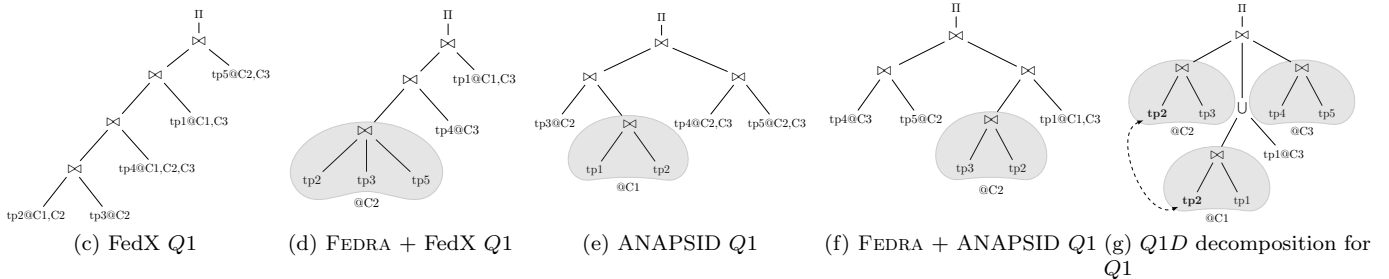 Π
⋈
tp5@C2,C3
⋈
tp1@C1,C3
⋈
tp4@C1,C2,C3
⋈
tp2@C1,C2
tp3@C2
(c) FedX Q1
Π
⋈
tp1@C1,C3
⋈
tp4@C3
⋈
tp2 tp3 tp5
@C2
(d) FEDRA + FedX Q1
Π
⋈
⋈ ⋈
tp3@C2
tp4@C2,C3
tp5@C2,C3
⋈
tp1 tp2
@C1
(e) ANAPSID Q1
Π
⋈
⋈ ⋈
tp4@C3
tp5@C2
tp1@C1,C3
⋈
tp3 tp2
@C2
(f) FEDRA + ANAPSID Q1
Π
⋈
⋈ ⋈
tp2 tp3
@C2
∪
tp4 tp5
@C3
tp1@C3
⋈
tp2 tp1
@C1
(g) Q1D decomposition for
Q1